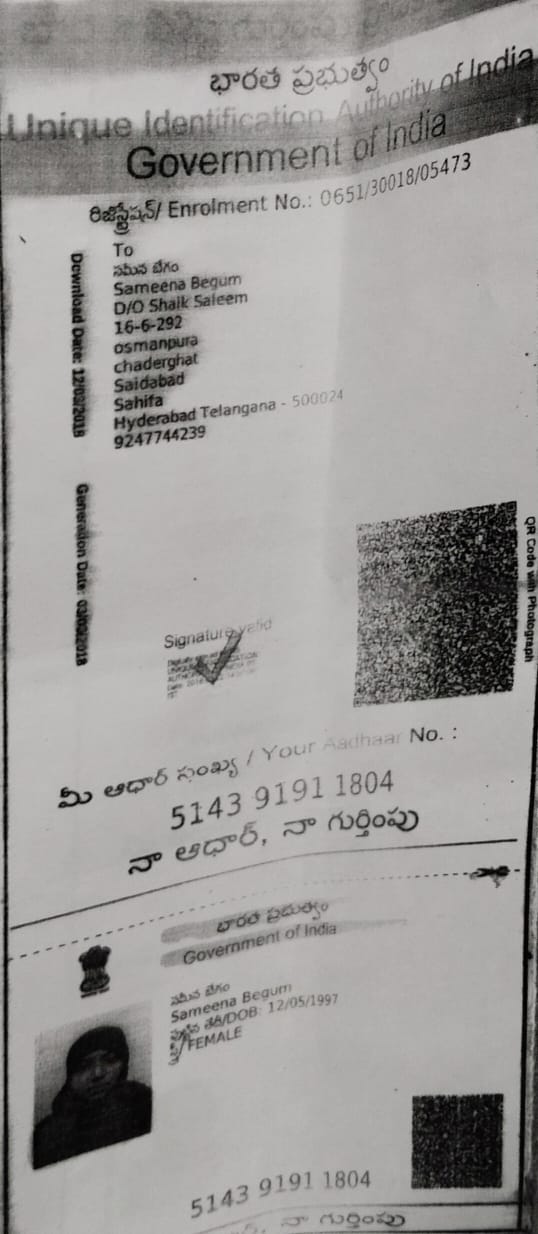 భారత ప్రభుత్వం
Unique Identification Authority of India
Government of India
రిజిస్ట్రేషన్/ Enrolment No.: 0651/30018/05473
To
సమీన బేగం
Sameena Begum
D/O Shaik Saleem
16-6-292
osmanpura
chaderghat
Saidabad
Sahifa
Hyderabad Telangana - 500024
9247744239
Download Date: 12/09/2018
Generation Date:
QR Code with Photograph
Signature valid
మీ ఆధార్ సంఖ్య / Your Aadhaar No. :
5143 9191 1804
నా ఆధార్, నా గుర్తింపు
భారత ప్రభుత్వం
Government of India
సమీన బేగం
Sameena Begum
పుట్టిన తేదీ/DOB: 12/05/1997
స్త్రీ/ FEMALE
5143 9191 1804
నా గుర్తింపు